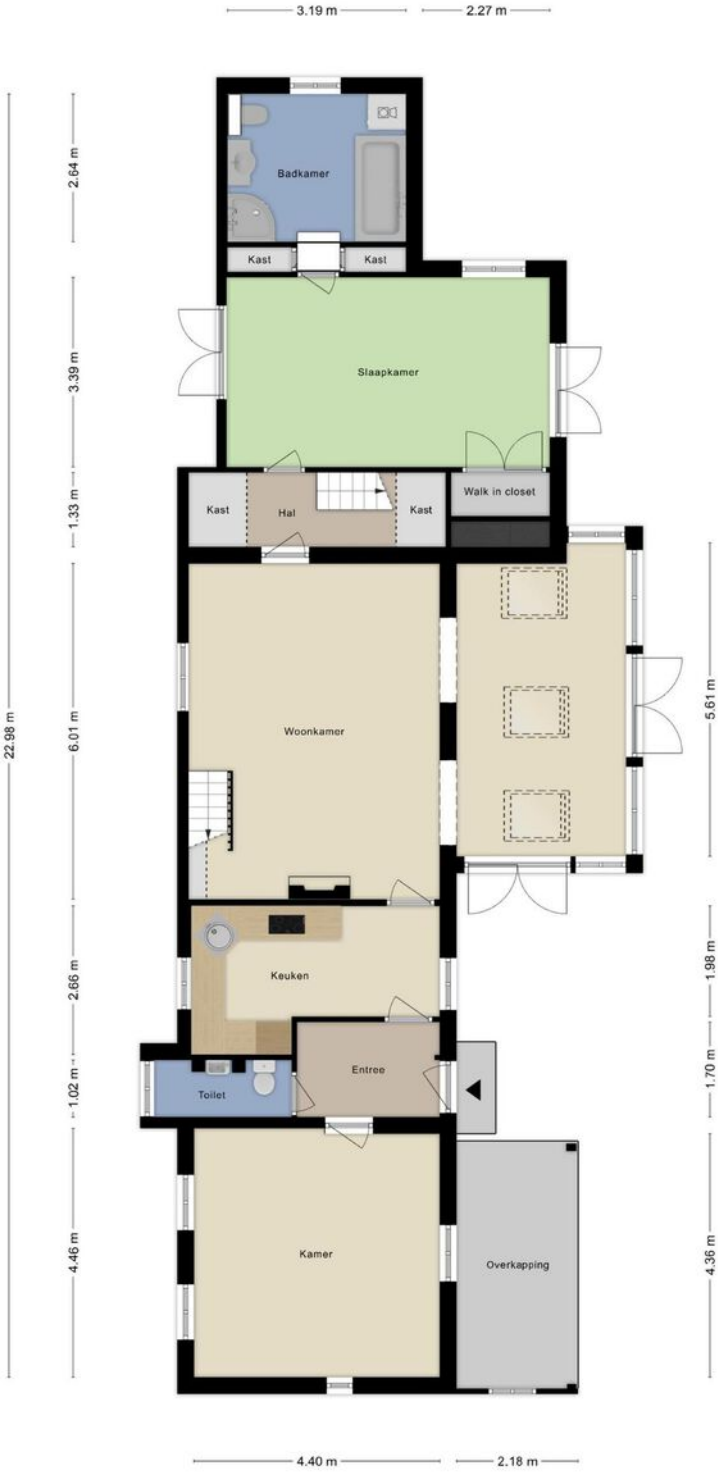 3.19 m
2.27 m
22.98 m
2.64 m
Badkamer
Kast
Kast
3.39 m
Slaapkamer
1.33 m
Kast
Hal
Kast
Walk in closet
6.01 m
Woonkamer
5.61 m
2.66 m
Keuken
1.98 m
1.02 m
Toilet
Entree
1.70 m
4.46 m
Kamer
Overkapping
4.36 m
4.40 m
2.18 m